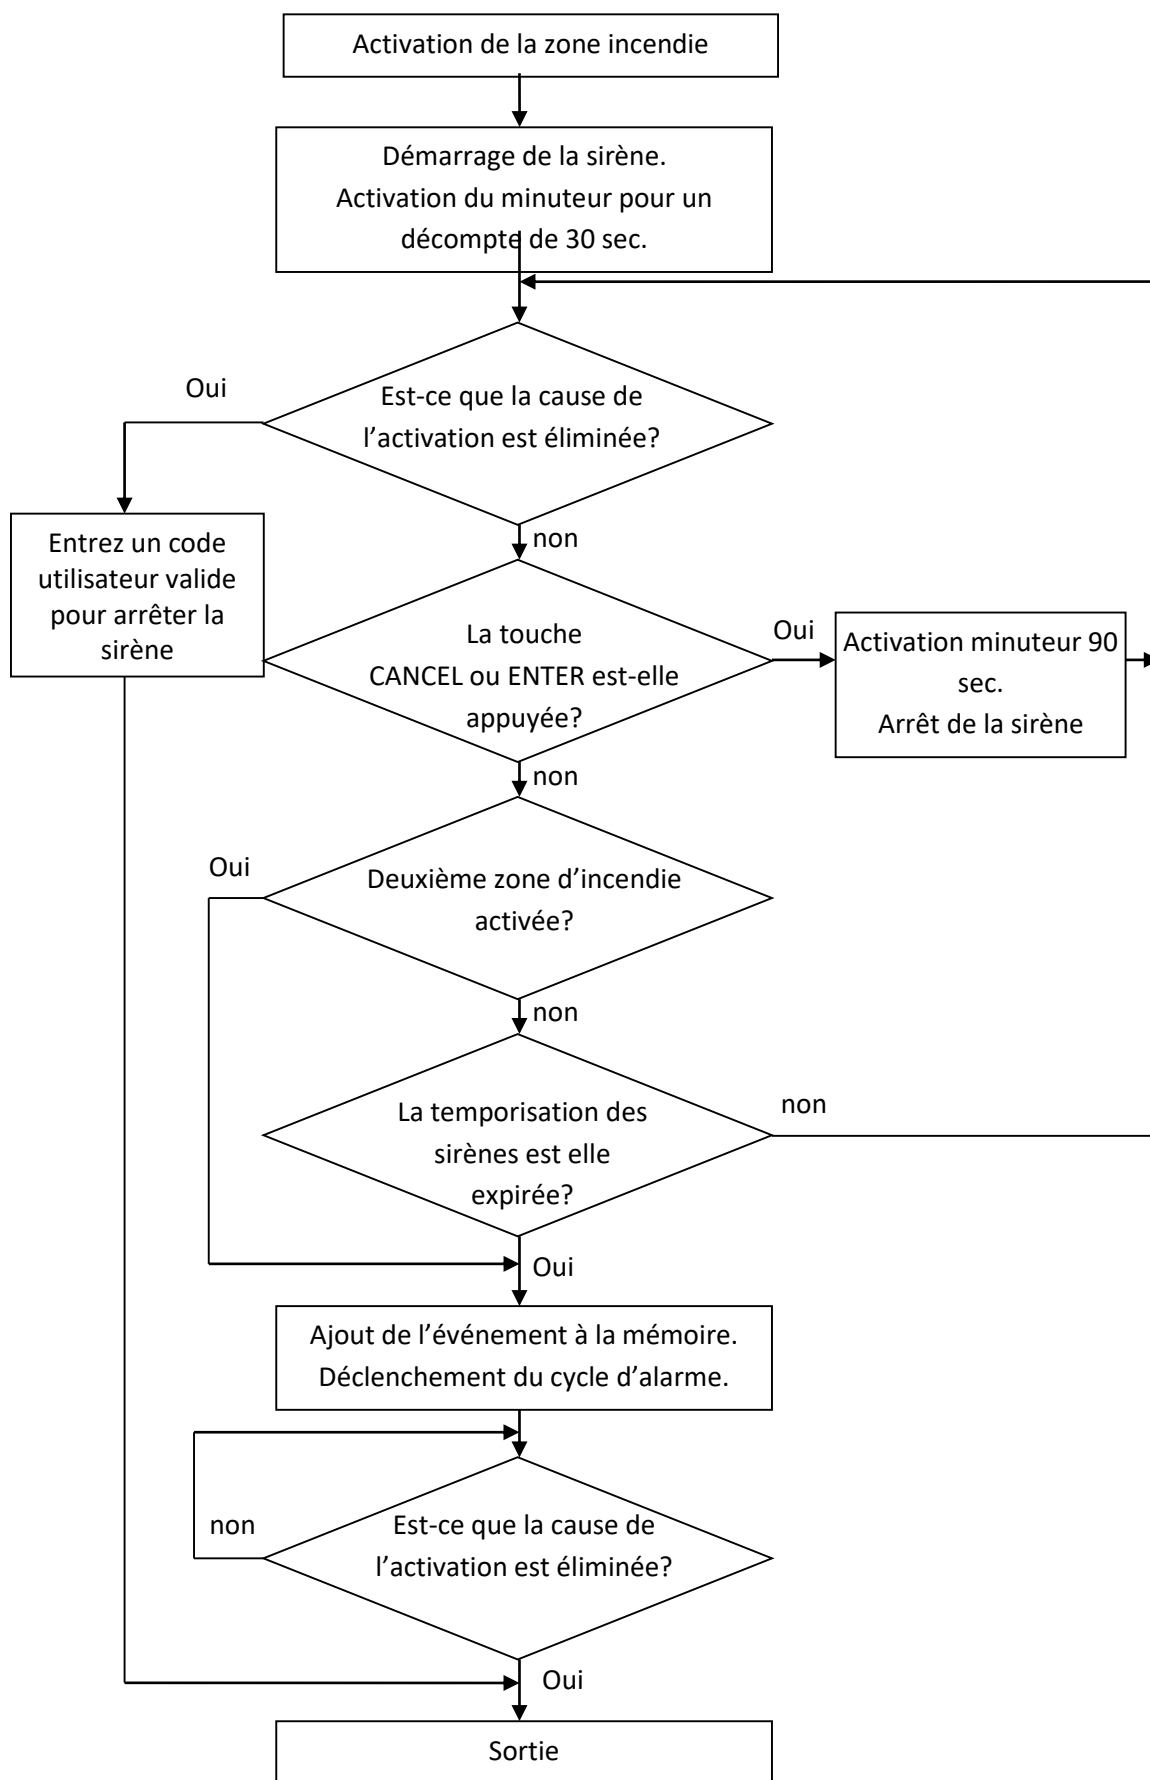 Activation de la zone incendie
Démarrage de la sirène.
Activation du minuteur pour un
décompte de 30 sec.
Oui
Est-ce que la cause de
l’activation est éliminée?
non
Entrez un code
utilisateur valide
pour arrêter la
sirène
La touche
CANCEL ou ENTER est-elle
appuyée?
Oui
Activation minuteur 90
sec.
Arrêt de la sirène
non
Oui
Deuxième zone d’incendie
activée?
non
La temporisation des
sirènes est elle
expirée?
non
Oui
Ajout de l’événement à la mémoire.
Déclenchement du cycle d’alarme.
non
Est-ce que la cause de
l’activation est éliminée?
Oui
Sortie